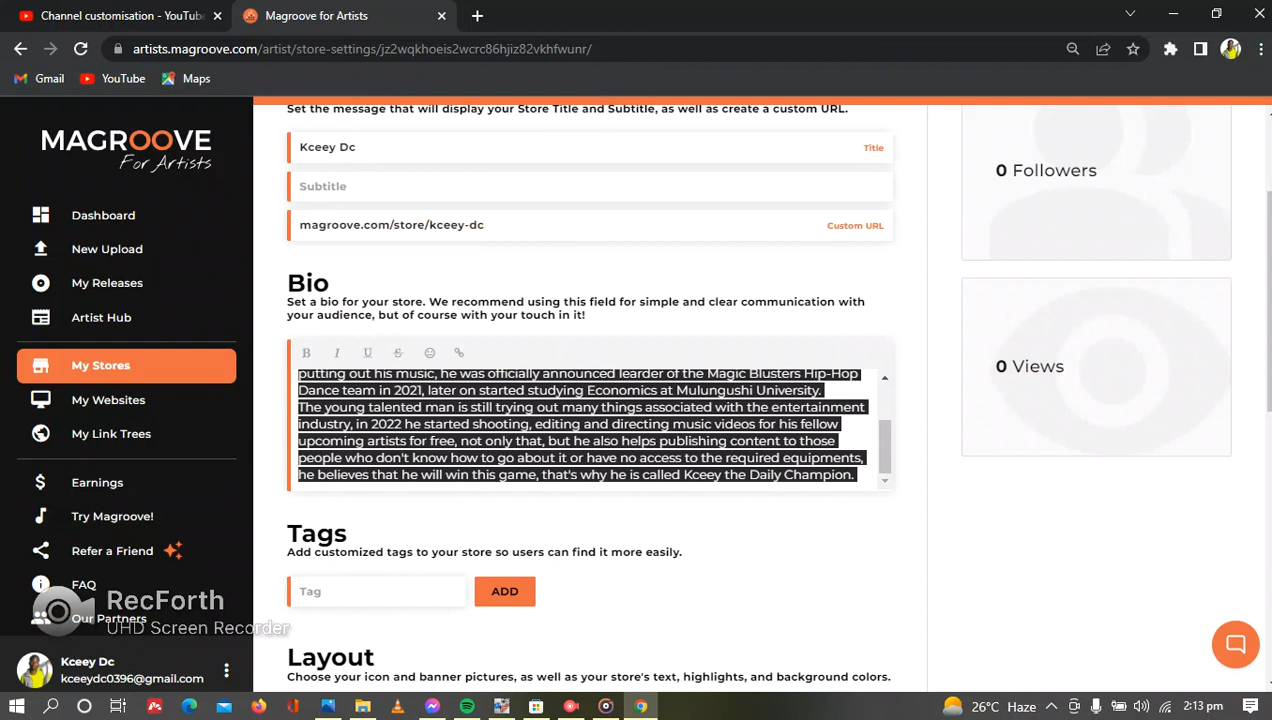 Channel customisation - YouTube
Magroove for Artists
artists.magroove.com/artist/store-settings/jz2wqkhoeis2wcrc86hjiz82vkhfwunr/
Gmail
YouTube
Maps
MAGROOVE
For Artists
Dashboard
New Upload
My Releases
Artist Hub
My Stores
My Websites
My Link Trees
Earnings
Try Magroove!
Refer a Friend
FAQ
Our Partners
RecForth
UHD Screen Recorder
Kceey Dc
kceeydc0396@gmail.com
Set the message that will display your Store Title and Subtitle, as well as create a custom URL.
Kceey Dc
Title
Subtitle
magroove.com/store/kceey-dc
Custom URL
Bio
Set a bio for your store. We recommend using this field for simple and clear communication with
your audience, but of course with your touch in it!
B I U S
putting out his music, he was officially announced learder of the Magic Blusters Hip-Hop
Dance team in 2021, later on started studying Economics at Mulungushi University.
The young talented man is still trying out many things associated with the entertainment
industry, in 2022 he started shooting, editing and directing music videos for his fellow
upcoming artists for free, not only that, but he also helps publishing content to those
people who don't know how to go about it or have no access to the required equipments,
he believes that he will win this game, that's why he is called Kceey the Daily Champion.
Tags
Add customized tags to your store so users can find it more easily.
Tag
ADD
Layout
Choose your icon and banner pictures, as well as your store's text, highlights, and background colors.
0 Followers
0 Views
26°C Haze
2:13 pm